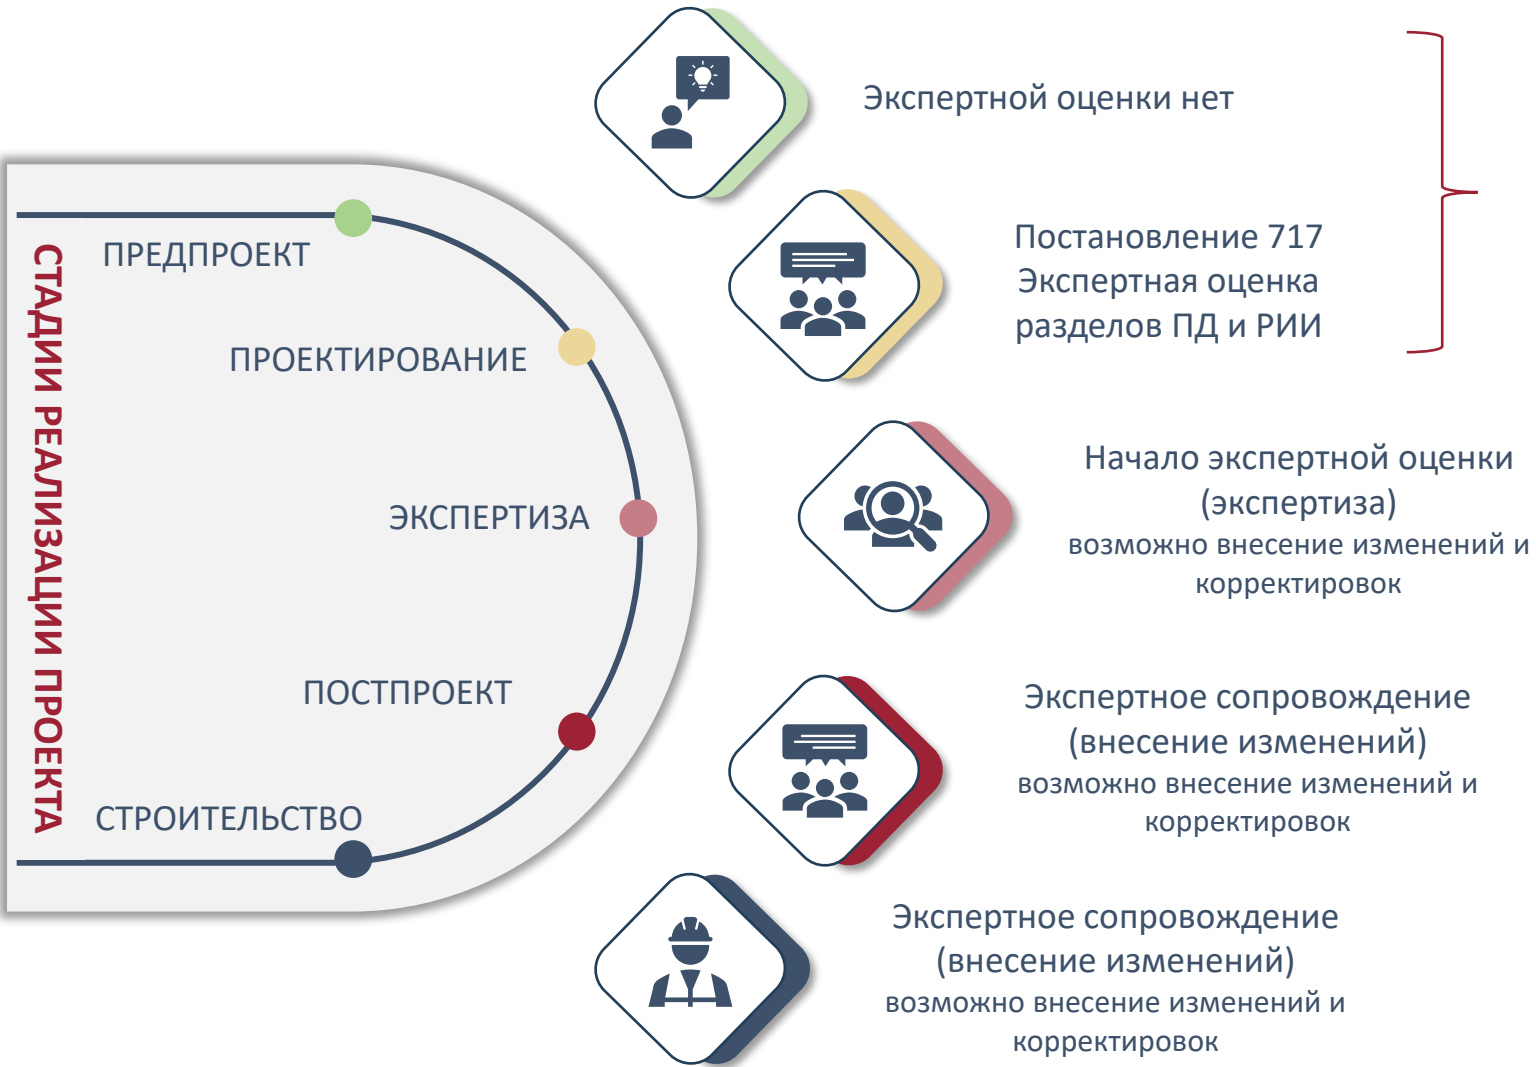 СТАДИИ РЕАЛИЗАЦИИ ПРОЕКТА
ПРЕДПРОЕКТ
ПРОЕКТИРОВАНИЕ
ЭКСПЕРТИЗА
ПОСТПРОЕКТ
СТРОИТЕЛЬСТВО
Экспертной оценки нет
Постановление 717
Экспертная оценка
разделов ПД и РИИ
Начало экспертной оценки
(экспертиза)
возможно внесение изменений и
корректировок
Экспертное сопровождение
(внесение изменений)
возможно внесение изменений и
корректировок
Экспертное сопровождение
(внесение изменений)
возможно внесение изменений и
корректировок